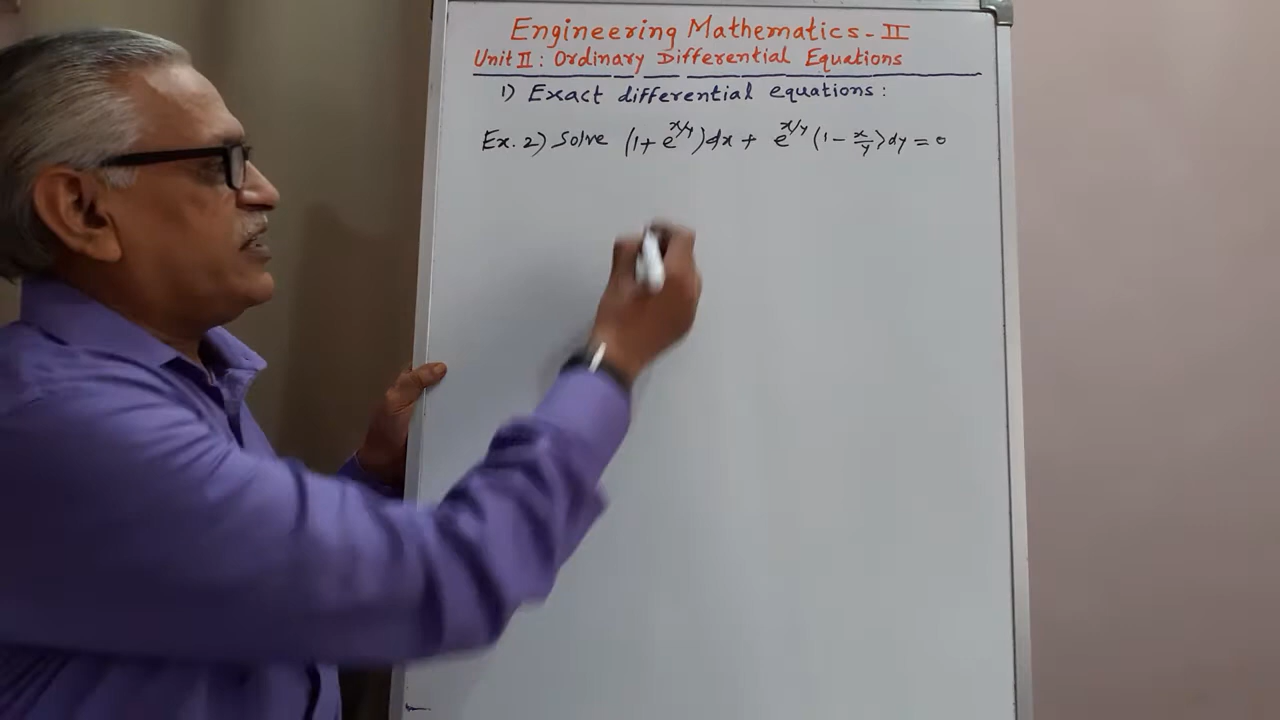 Engineering Mathematics - II
Unit II : Ordinary Differential Equations
1) Exact differential equations :
Ex. 2) Solve (1 + e^{x/y}) dx + e^{x/y} (1 - x/y) dy = 0